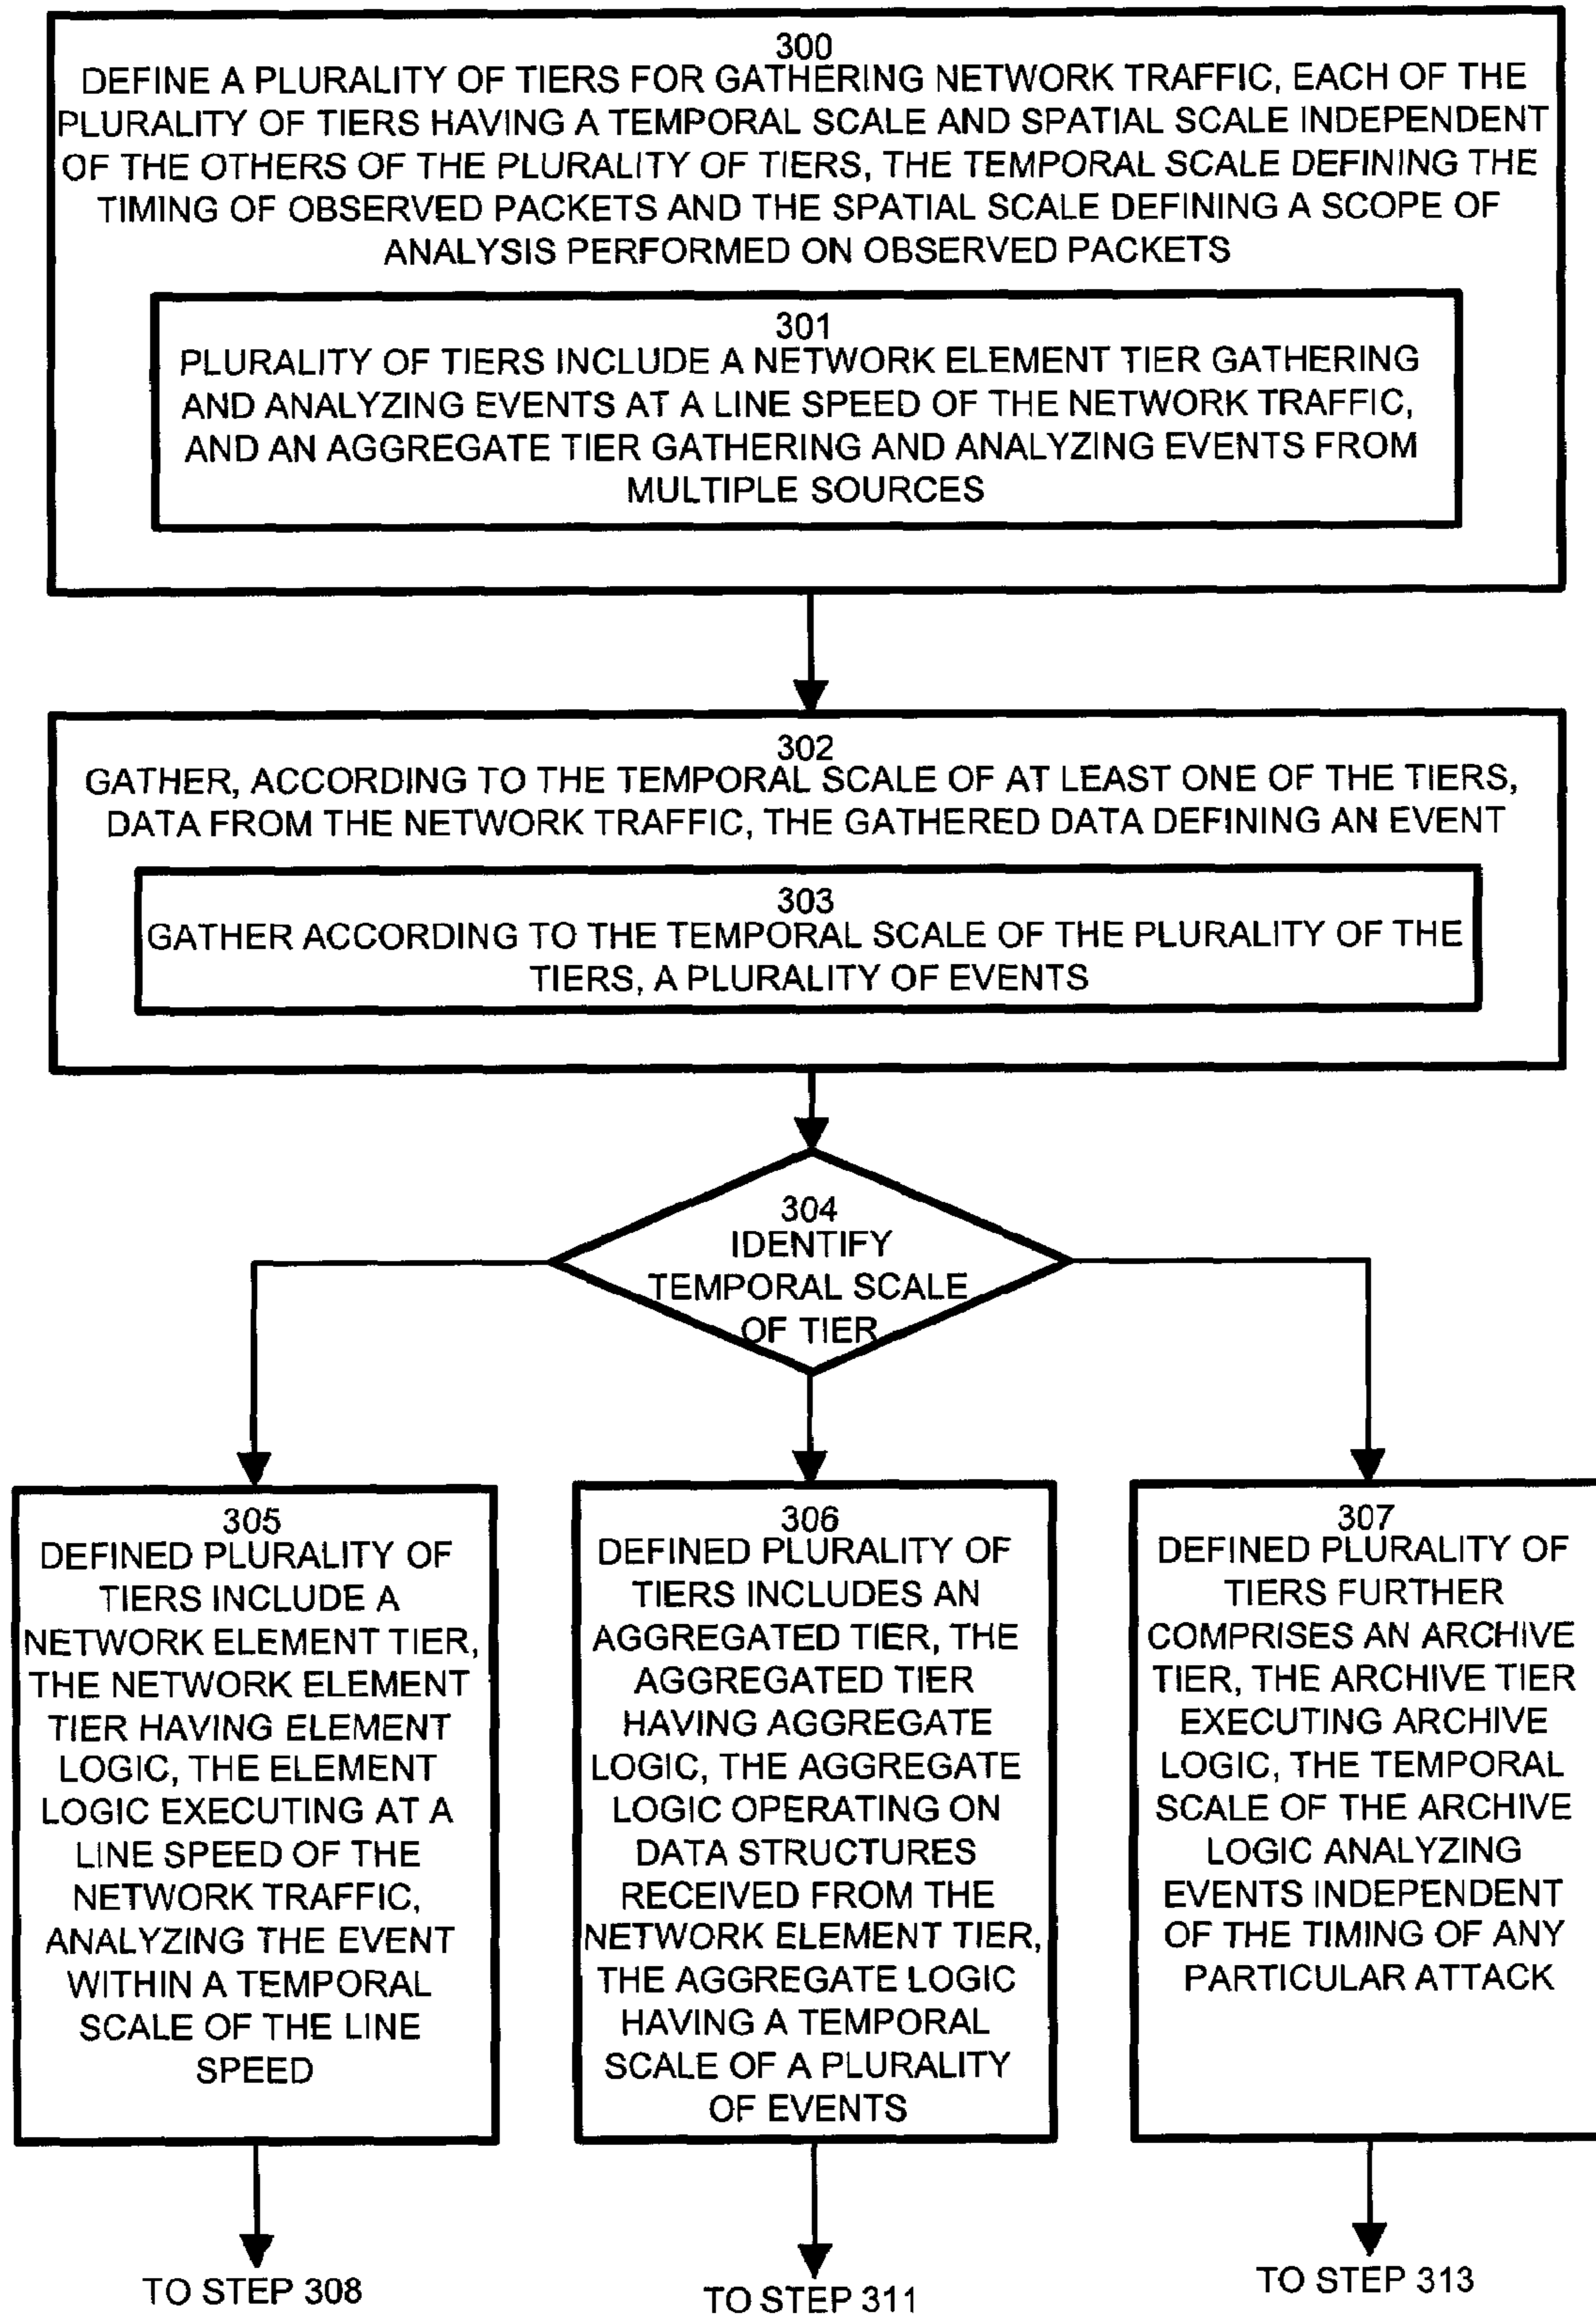 300
DEFINE A PLURALITY OF TIERS FOR GATHERING NETWORK TRAFFIC, EACH OF THE
PLURALITY OF TIERS HAVING A TEMPORAL SCALE AND SPATIAL SCALE INDEPENDENT
OF THE OTHERS OF THE PLURALITY OF TIERS, THE TEMPORAL SCALE DEFINING THE
TIMING OF OBSERVED PACKETS AND THE SPATIAL SCALE DEFINING A SCOPE OF
ANALYSIS PERFORMED ON OBSERVED PACKETS
301
PLURALITY OF TIERS INCLUDE A NETWORK ELEMENT TIER GATHERING
AND ANALYZING EVENTS AT A LINE SPEED OF THE NETWORK TRAFFIC,
AND AN AGGREGATE TIER GATHERING AND ANALYZING EVENTS FROM
MULTIPLE SOURCES
302
GATHER, ACCORDING TO THE TEMPORAL SCALE OF AT LEAST ONE OF THE TIERS,
DATA FROM THE NETWORK TRAFFIC, THE GATHERED DATA DEFINING AN EVENT
303
GATHER ACCORDING TO THE TEMPORAL SCALE OF THE PLURALITY OF THE
TIERS, A PLURALITY OF EVENTS
304
IDENTIFY
TEMPORAL SCALE
OF TIER
305
DEFINED PLURALITY OF
TIERS INCLUDE A
NETWORK ELEMENT TIER,
THE NETWORK ELEMENT
TIER HAVING ELEMENT
LOGIC, THE ELEMENT
LOGIC EXECUTING AT A
LINE SPEED OF THE
NETWORK TRAFFIC,
ANALYZING THE EVENT
WITHIN A TEMPORAL
SCALE OF THE LINE
SPEED
306
DEFINED PLURALITY OF
TIERS INCLUDES AN
AGGREGATED TIER, THE
AGGREGATED TIER
HAVING AGGREGATE
LOGIC, THE AGGREGATE
LOGIC OPERATING ON
DATA STRUCTURES
RECEIVED FROM THE
NETWORK ELEMENT TIER,
THE AGGREGATE LOGIC
HAVING A TEMPORAL
SCALE OF A PLURALITY
OF EVENTS
307
DEFINED PLURALITY OF
TIERS FURTHER
COMPRISES AN ARCHIVE
TIER, THE ARCHIVE TIER
EXECUTING ARCHIVE
LOGIC, THE TEMPORAL
SCALE OF THE ARCHIVE
LOGIC ANALYZING
EVENTS INDEPENDENT
OF THE TIMING OF ANY
PARTICULAR ATTACK
TO STEP 308
TO STEP 311
TO STEP 313